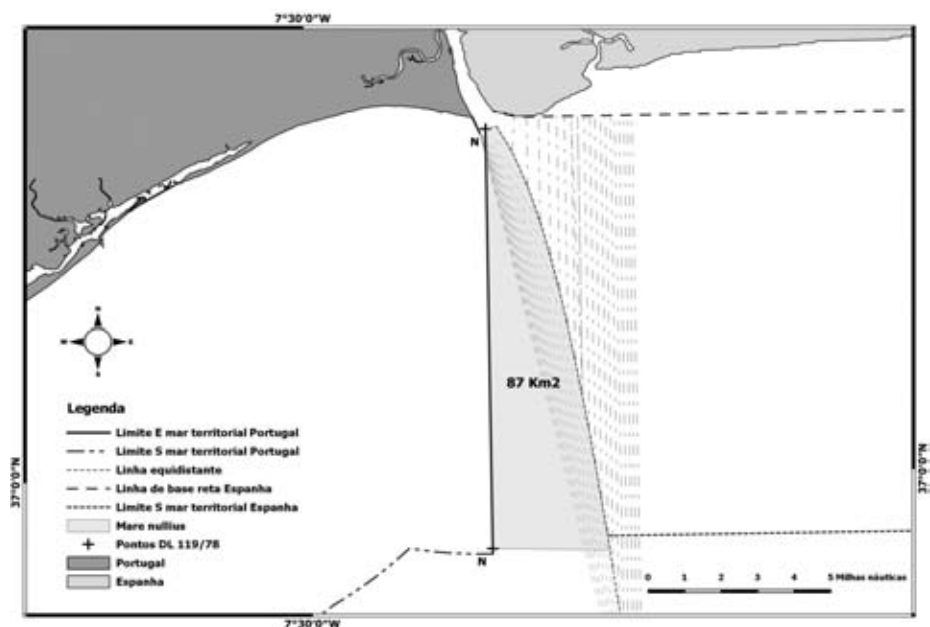 7°30'0"W
N
N
W
E
S
87 Km2
Legenda
Limite E mar territorial Portugal
Limite S mar territorial Portugal
Linha equidistante
Linha de base reta Espanha
Limite S mar territorial Espanha
Mare nullius
Pontos DL 119/78
Portugal
Espanha
37°0'0"N
37°0'0"N
N
0 1 2 3 4 5 Milhas náuticas
7°30'0"W